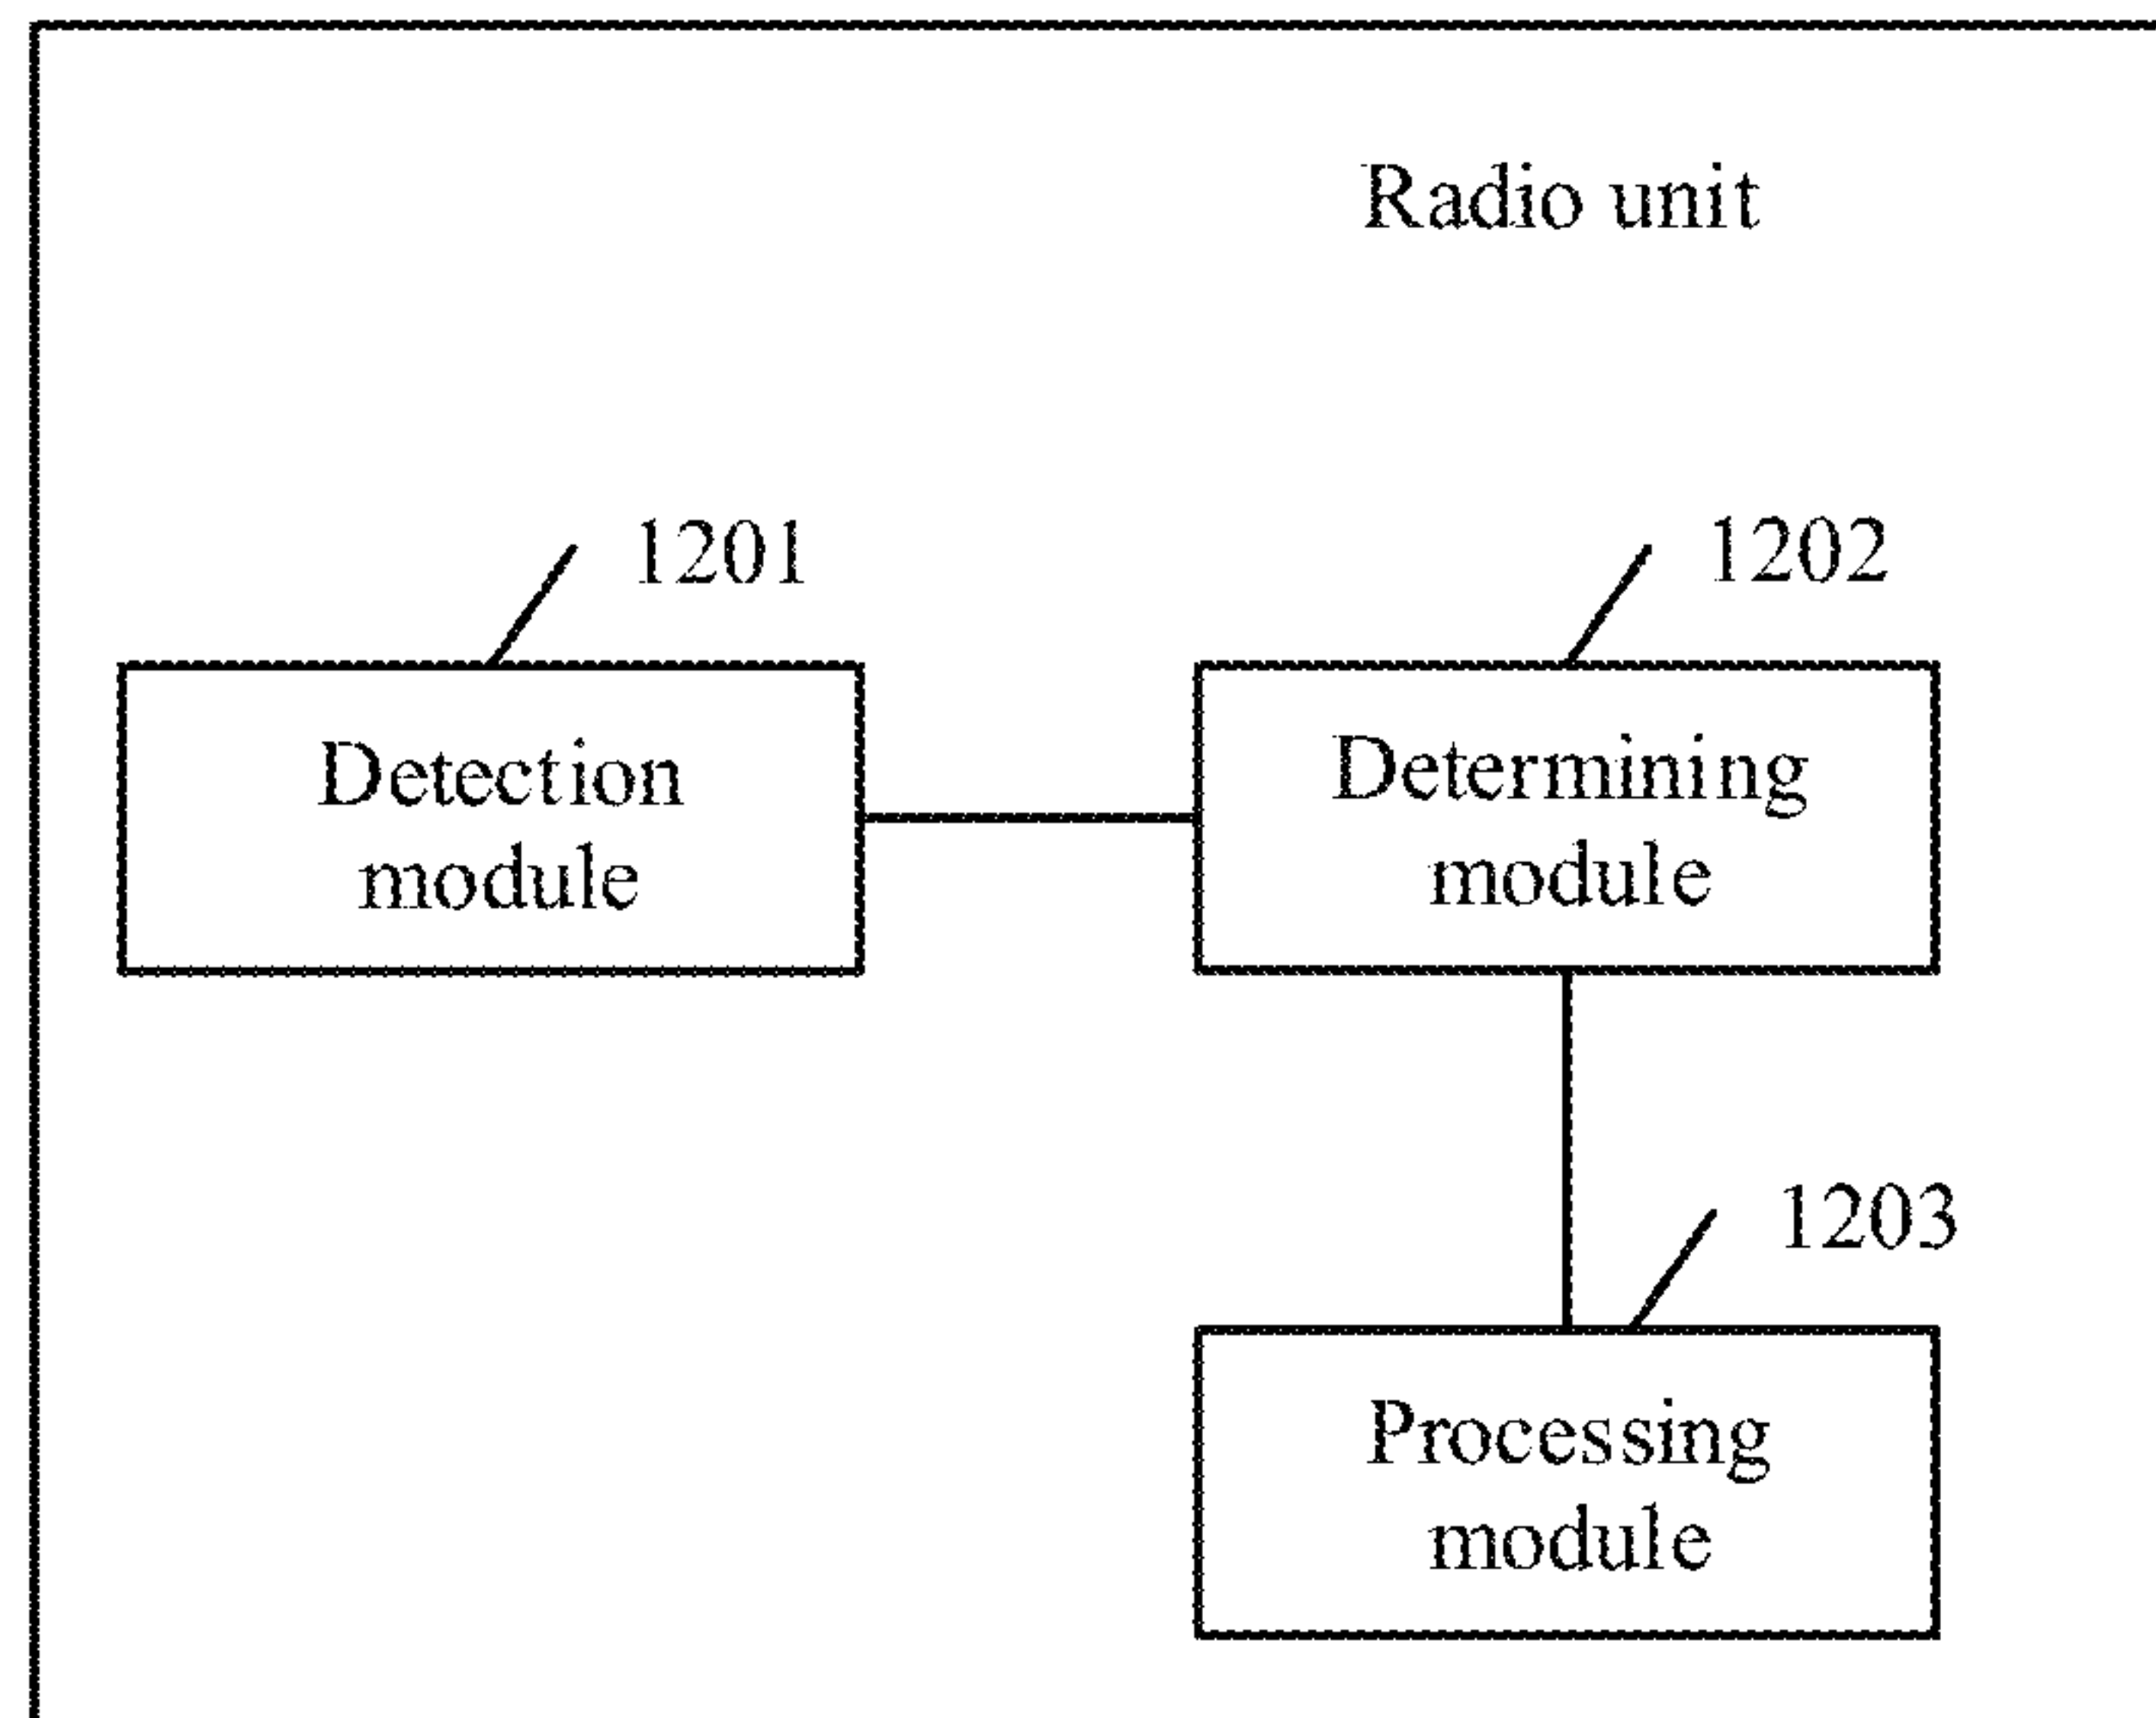 Radio unit
1201
1202
Detection
module
Determining
module
1203
Processing
module